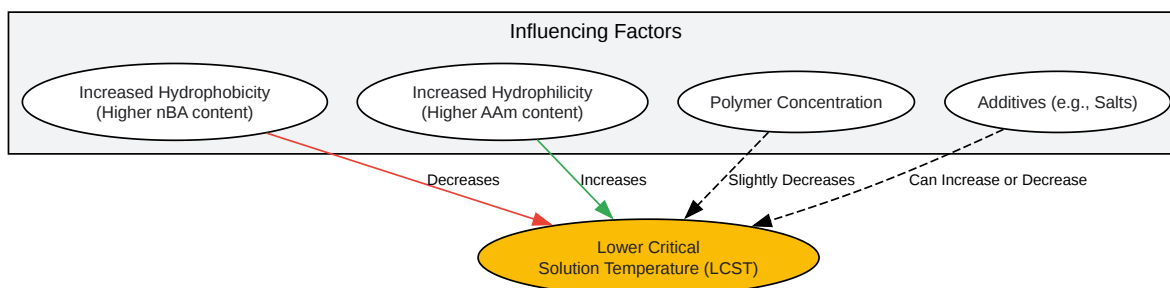 Influencing Factors
Increased Hydrophobicity
(Higher nBA content)
Increased Hydrophilicity
(Higher AAm content)
Polymer Concentration
Additives (e.g., Salts)
Decreases
Increases
Slightly Decreases
Can Increase or Decrease
Lower Critical
Solution Temperature (LCST)